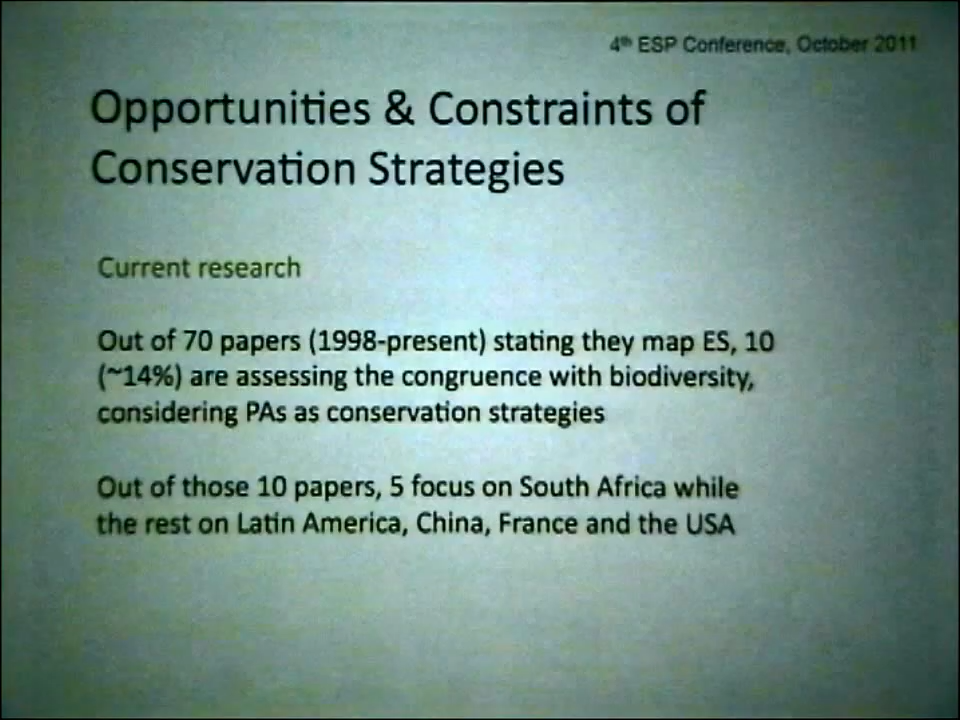 4th ESP Conference, October 2011
Opportunities & Constraints of
Conservation Strategies
Current research
Out of 70 papers (1998-present) stating they map ES, 10
(~14%) are assessing the congruence with biodiversity,
considering PAs as conservation strategies
Out of those 10 papers, 5 focus on South Africa while
the rest on Latin America, China, France and the USA